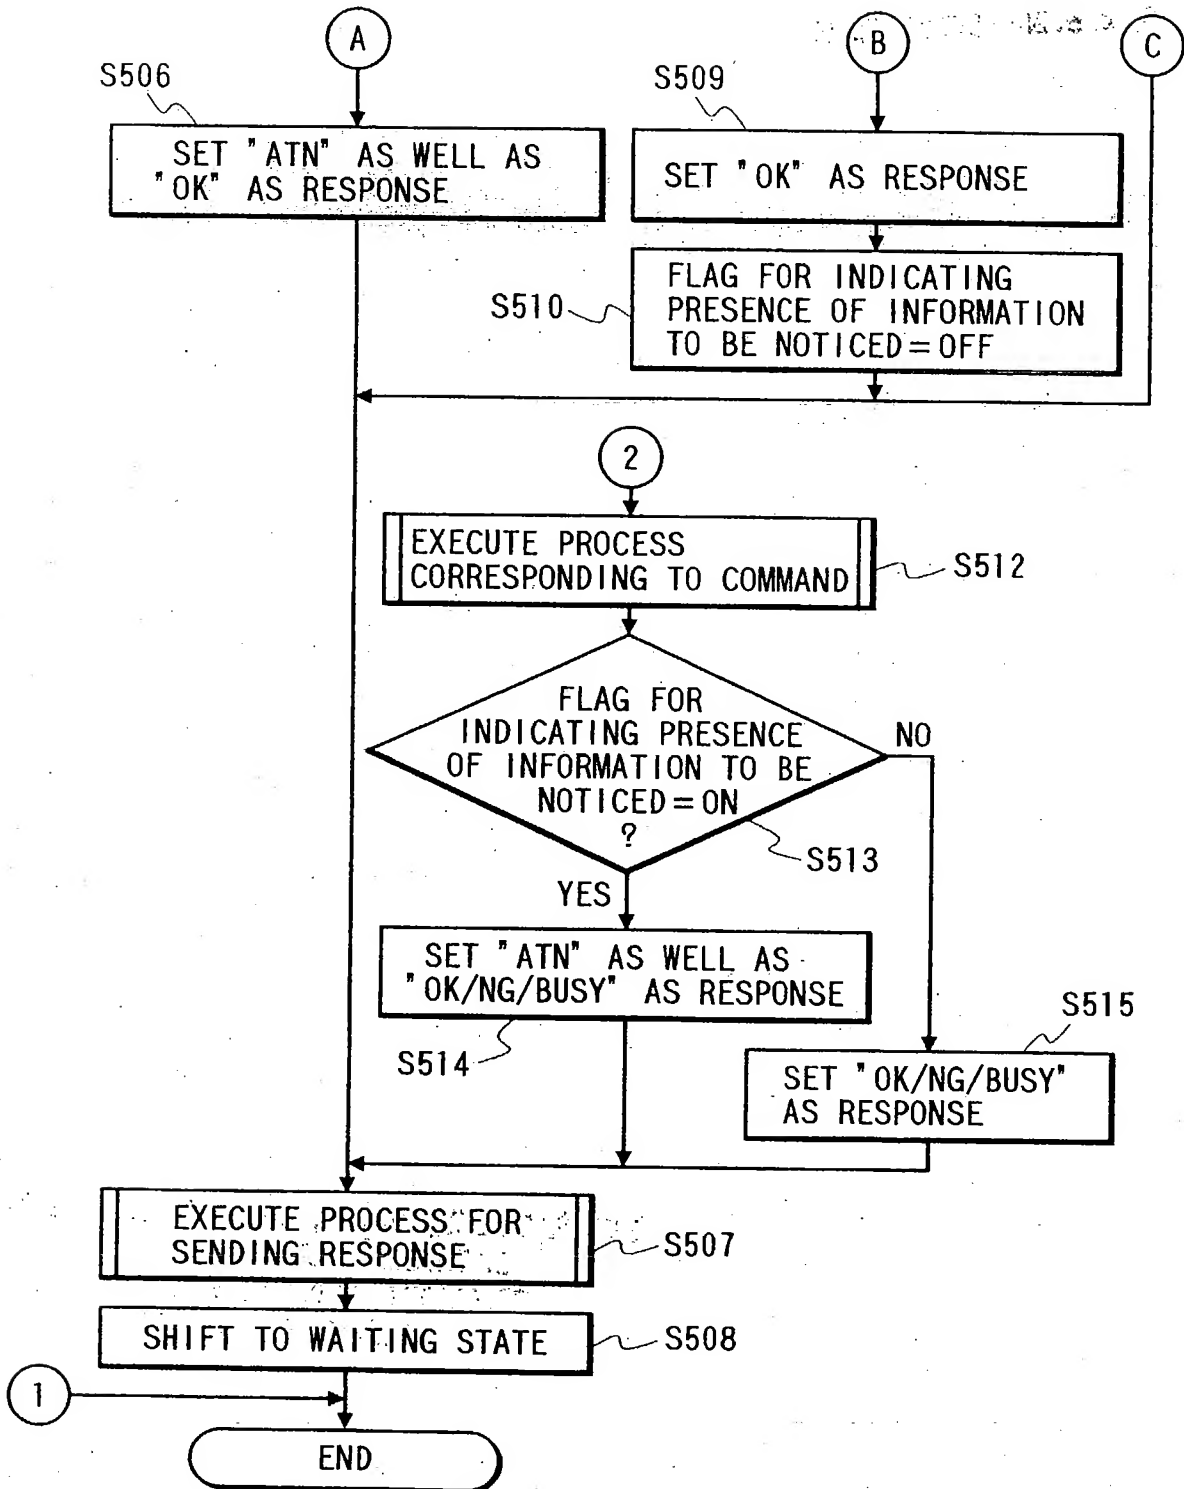 A
B
C
S506
SET "ATN" AS WELL AS
"OK" AS RESPONSE
S509
SET "OK" AS RESPONSE
S510
FLAG FOR INDICATING
PRESENCE OF INFORMATION
TO BE NOTICED=OFF
2
EXECUTE PROCESS
CORRESPONDING TO COMMAND
S512
FLAG FOR
INDICATING PRESENCE
OF INFORMATION TO BE
NOTICED=ON
?
NO
S513
YES
SET "ATN" AS WELL AS
"OK/NG/BUSY" AS RESPONSE
S514
S515
SET "OK/NG/BUSY"
AS RESPONSE
EXECUTE PROCESS FOR
SENDING RESPONSE
S507
SHIFT TO WAITING STATE
S508
1
END